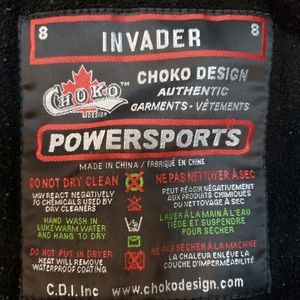 8 INVADER 8
CHOKO™
DESIGN
CHOKO DESIGN
AUTHENTIC
GARMENTS - VÊTEMENTS
POWERSPORTS
MADE IN CHINA / FABRIQUÉ EN CHINE
DO NOT DRY CLEAN
MAY REACT NEGATIVELY
TO CHEMICALS USED BY
DRY CLEANERS
NE PAS NETTOYER À SEC
PEUT RÉAGIR NÉGATIVEMENT
AUX PRODUITS CHIMIQUES
DU NETTOYAGE À SEC
HAND WASH IN
LUKEWARM WATER
AND HANG TO DRY
LAVER À LA MAIN À L'EAU
TIÈDE ET SUSPENDRE
POUR SÉCHER
DO NOT PUT IN DRYER
HEAT WILL REMOVE
WATERPROOF COATING
NE PAS SÉCHER À LA MACHINE
LA CHALEUR ENLÈVE LA
COUCHE D'IMPERMÉABILITÉ
C.D.I. Inc www.chokodesign.com